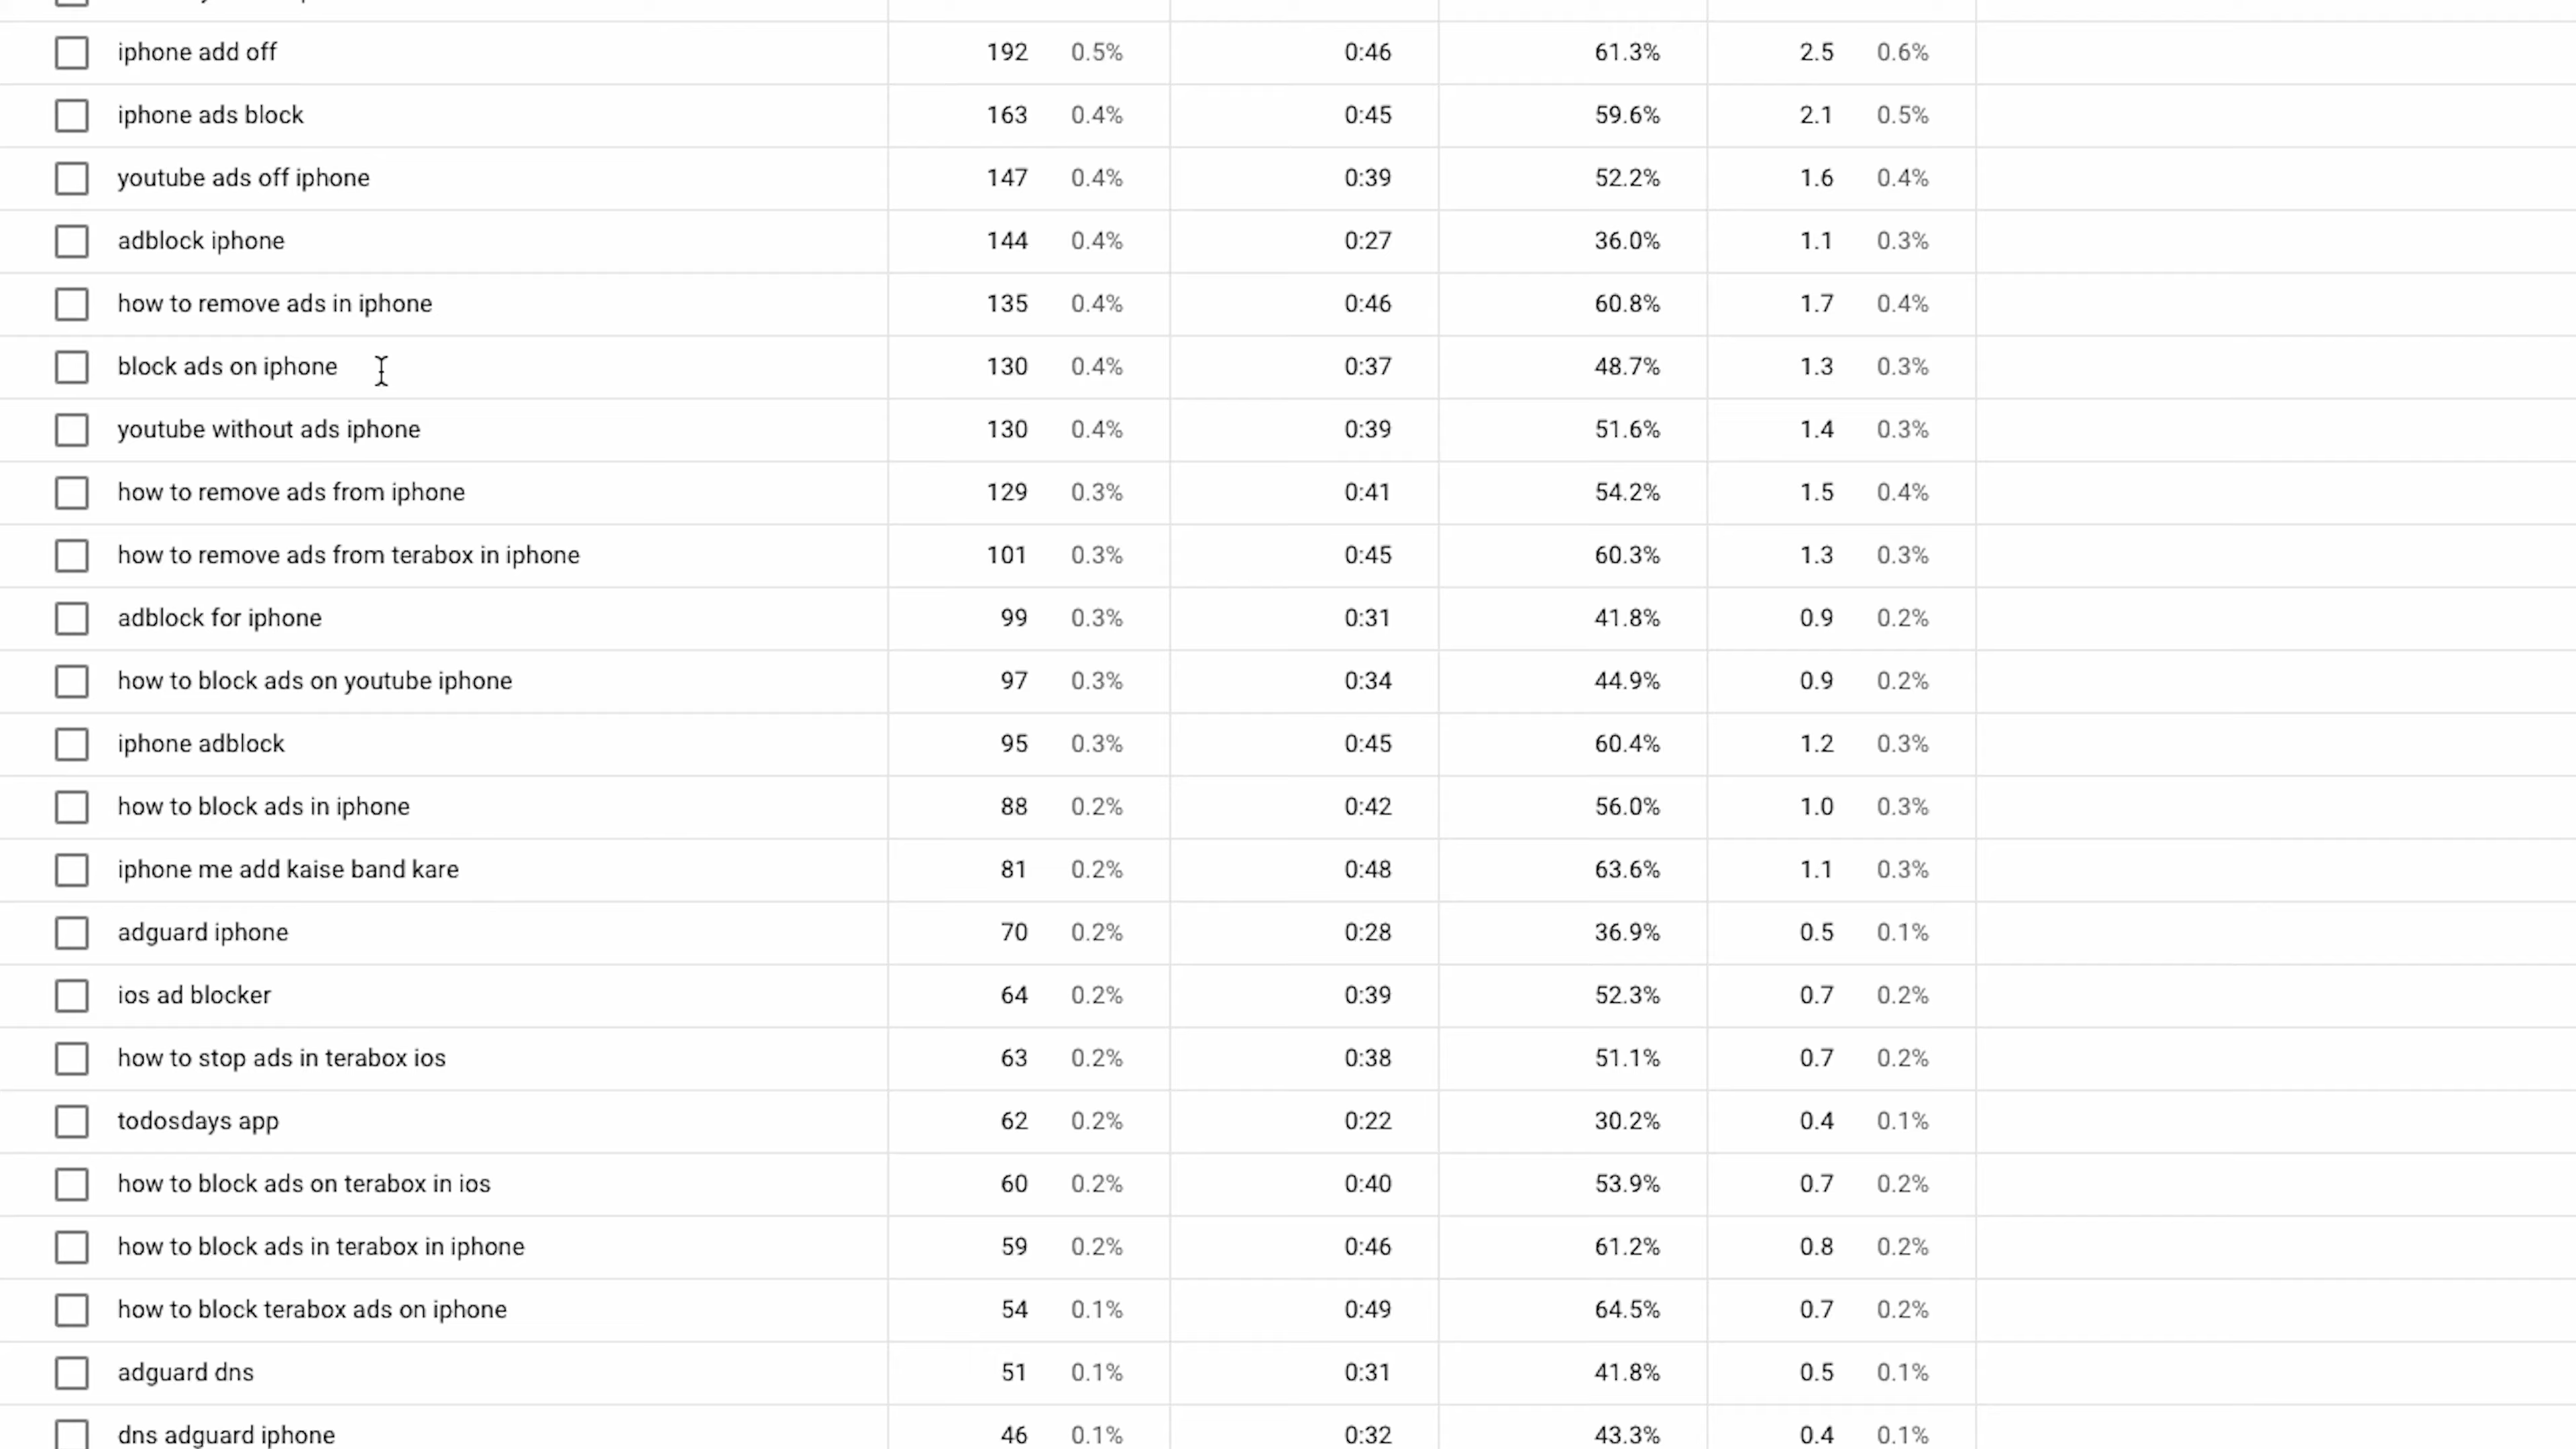 iphone add off 192 0.5% 0:46 61.3% 2.5 0.6%
iphone ads block 163 0.4% 0:45 59.6% 2.1 0.5%
youtube ads off iphone 147 0.4% 0:39 52.2% 1.6 0.4%
adblock iphone 144 0.4% 0:27 36.0% 1.1 0.3%
how to remove ads in iphone 135 0.4% 0:46 60.8% 1.7 0.4%
block ads on iphone 130 0.4% 0:37 48.7% 1.3 0.3%
youtube without ads iphone 130 0.4% 0:39 51.6% 1.4 0.3%
how to remove ads from iphone 129 0.3% 0:41 54.2% 1.5 0.4%
how to remove ads from terabox in iphone 101 0.3% 0:45 60.3% 1.3 0.3%
adblock for iphone 99 0.3% 0:31 41.8% 0.9 0.2%
how to block ads on youtube iphone 97 0.3% 0:34 44.9% 0.9 0.2%
iphone adblock 95 0.3% 0:45 60.4% 1.2 0.3%
how to block ads in iphone 88 0.2% 0:42 56.0% 1.0 0.3%
iphone me add kaise band kare 81 0.2% 0:48 63.6% 1.1 0.3%
adguard iphone 70 0.2% 0:28 36.9% 0.5 0.1%
ios ad blocker 64 0.2% 0:39 52.3% 0.7 0.2%
how to stop ads in terabox ios 63 0.2% 0:38 51.1% 0.7 0.2%
todosdays app 62 0.2% 0:22 30.2% 0.4 0.1%
how to block ads on terabox in ios 60 0.2% 0:40 53.9% 0.7 0.2%
how to block ads in terabox in iphone 59 0.2% 0:46 61.2% 0.8 0.2%
how to block terabox ads on iphone 54 0.1% 0:49 64.5% 0.7 0.2%
adguard dns 51 0.1% 0:31 41.8% 0.5 0.1%
dns adguard iphone 46 0.1% 0:32 43.3% 0.4 0.1%